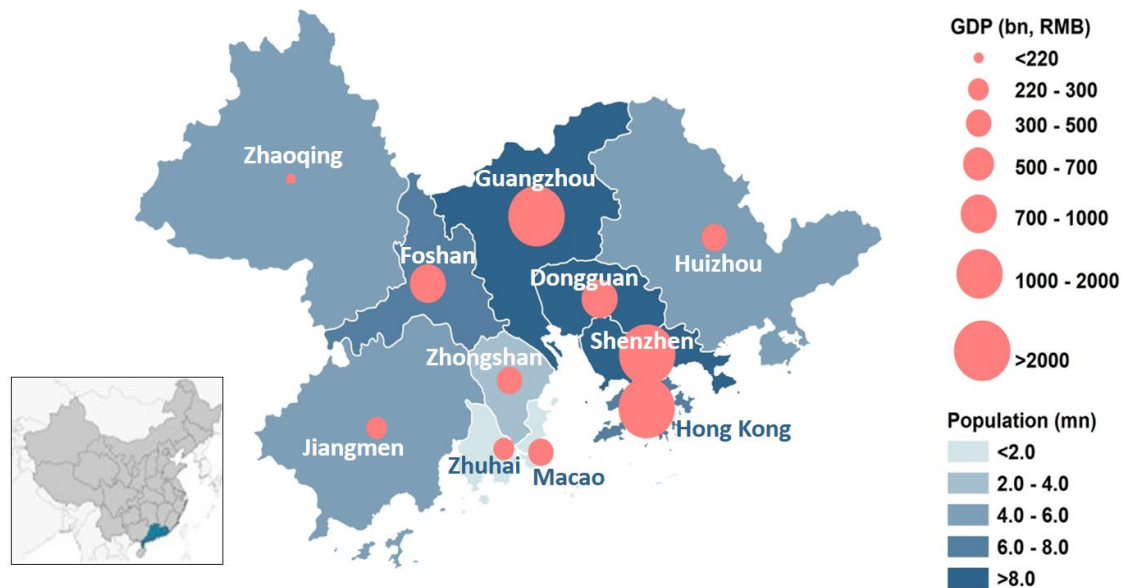 Zhaoqing
Guangzhou
Foshan
Dongguan
Huizhou
Shenzhen
Zhongshan
Hong Kong
Jiangmen
Zhuhai
Macao
GDP (bn, RMB)
<220
220 - 300
300 - 500
500 - 700
700 - 1000
1000 - 2000
>2000
Population (mn)
<2.0
2.0 - 4.0
4.0 - 6.0
6.0 - 8.0
>8.0